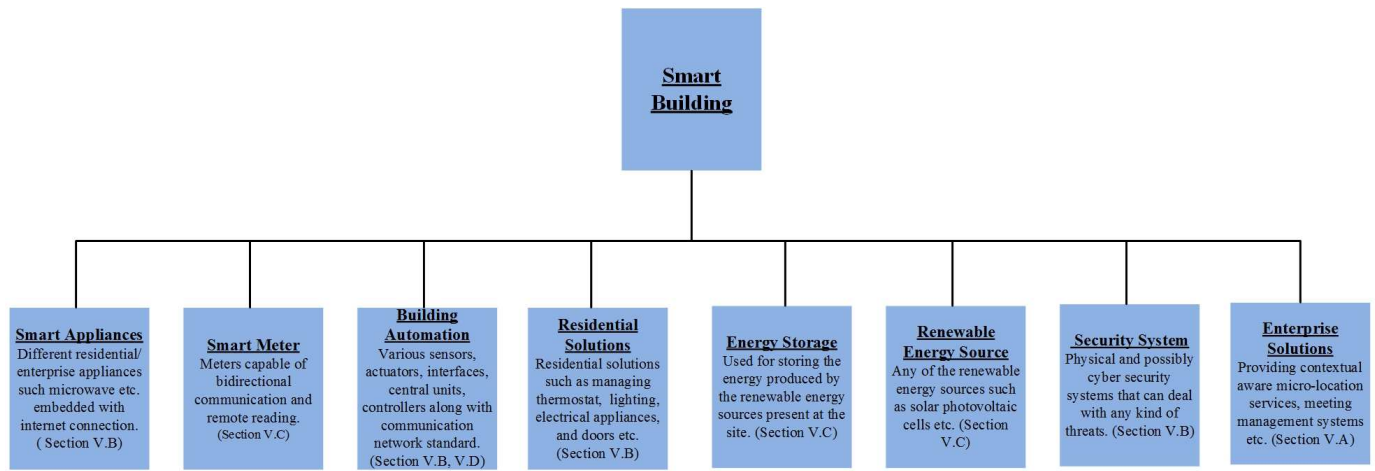 Smart
Building
Smart Appliances
Different residential/
enterprise appliances
such microwave etc.
embedded with
internet connection.
( Section V.B)
Smart Meter
Meters capable of
bidirectional
communication and
remote reading.
(Section V.C)
Building
Automation
Various sensors,
actuators, interfaces,
central units,
controllers along with
communication
network standard.
(Section V.B, V.D)
Residential
Solutions
Residential solutions
such as managing
thermostat, lighting,
electrical appliances,
and doors etc.
(Section V.B)
Energy Storage
Used for storing the
energy produced by
the renewable energy
sources present at the
site. (Section V.C)
Renewable
Energy Source
Any of the renewable
energy sources such
as solar photovoltaic
cells etc. (Section
V.C)
Security System
Physical and possibly
cyber security
systems that can deal
with any kind of
threats. (Section V.B)
Enterprise
Solutions
Providing contextual
aware micro-location
services, meeting
management systems
etc. (Section V.A)